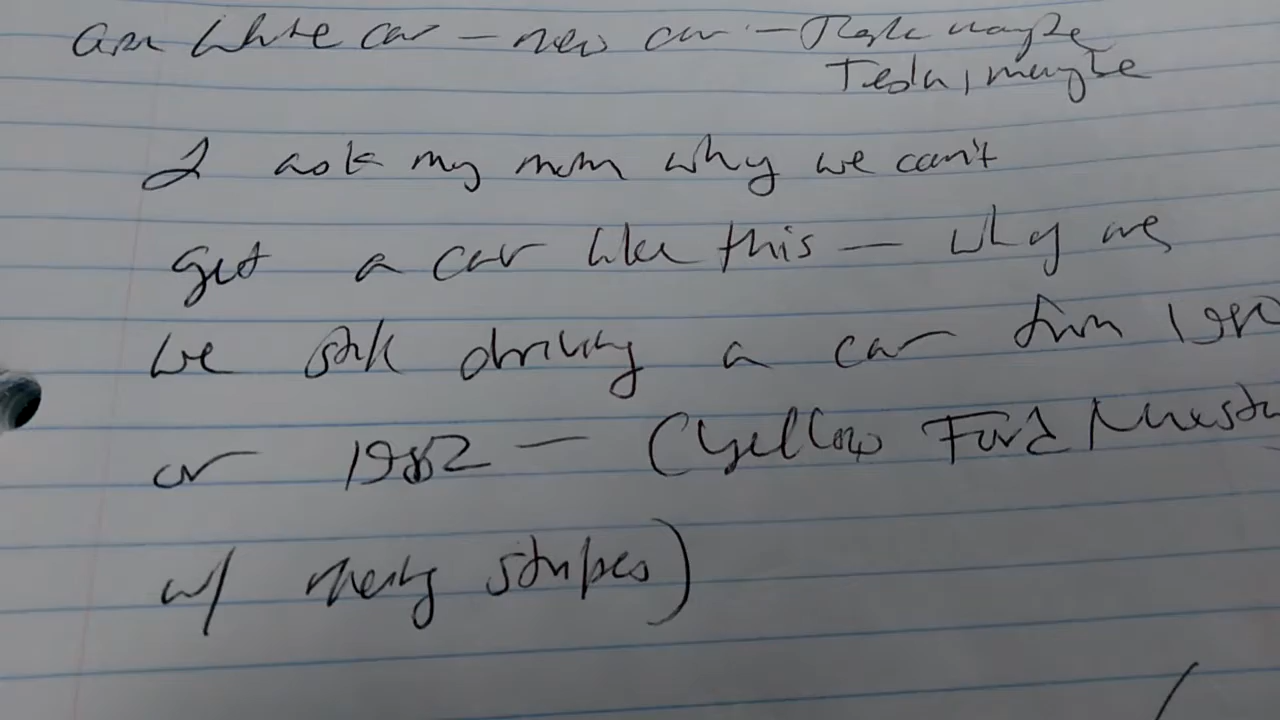 White car – new car – maybe
Tesla, maybe
I ask my mom why we can't
get a car like this – why are
we still driving a car from
or 1982 – (yellow Ford
w/ stripes)